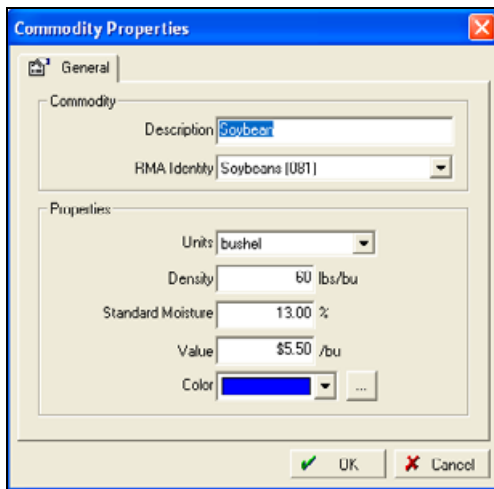 Commodity Properties
General
Commodity
Description Soybean
RMA Identity Soybeans (081)
Properties
Units bushel
Density 60 lbs/bu
Standard Moisture 13.00 %
Value $5.50 /bu
Color ...
OK Cancel